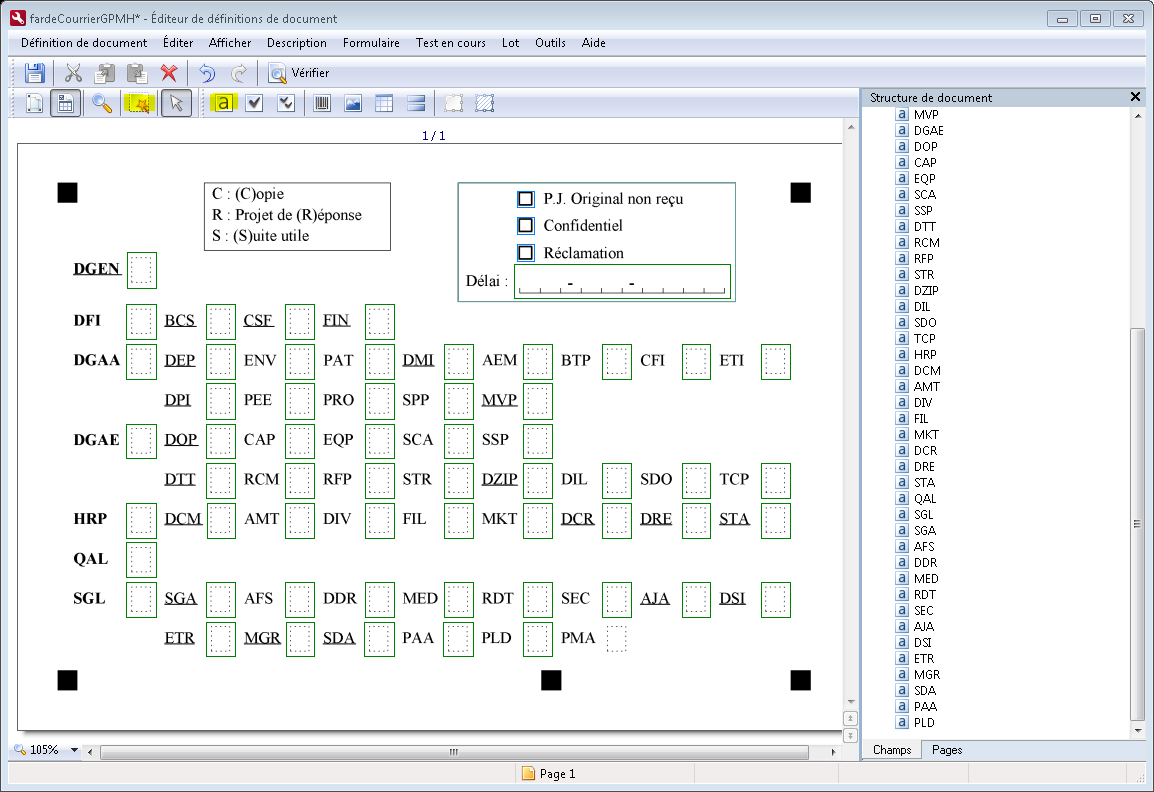 fardeCourrierGPMH* - Éditeur de définitions de document
Définition de document Éditer Afficher Description Formulaire Test en cours Lot Outils Aide
Vérifier
a
1 / 1
C : (C)opie
R : Projet de (R)éponse
S : (S)uite utile
P.J. Original non reçu
Confidentiel
Réclamation
Délai : - -
DGEN
DFI BCS CSF FIN
DGAA DEP ENV PAT DMI AEM BTP CFI ETI
DPI PEE PRO SPP MVP
DGAE DOP CAP EQP SCA SSP
DTT RCM RFP STR DZIP DIL SDO TCP
HRP DCM AMT DIV FIL MKT DCR DRE STA
QAL
SGL SGA AFS DDR MED RDT SEC AJA DSI
ETR MGR SDA PAA PLD PMA
105%
Page 1
Structure de document
a MVP
a DGAE
a DOP
a CAP
a EQP
a SCA
a SSP
a DTT
a RCM
a RFP
a STR
a DZIP
a DIL
a SDO
a TCP
a HRP
a DCM
a AMT
a DIV
a FIL
a MKT
a DCR
a DRE
a STA
a QAL
a SGL
a SGA
a AFS
a DDR
a MED
a RDT
a SEC
a AJA
a DSI
a ETR
a MGR
a SDA
a PAA
a PLD
Champs Pages